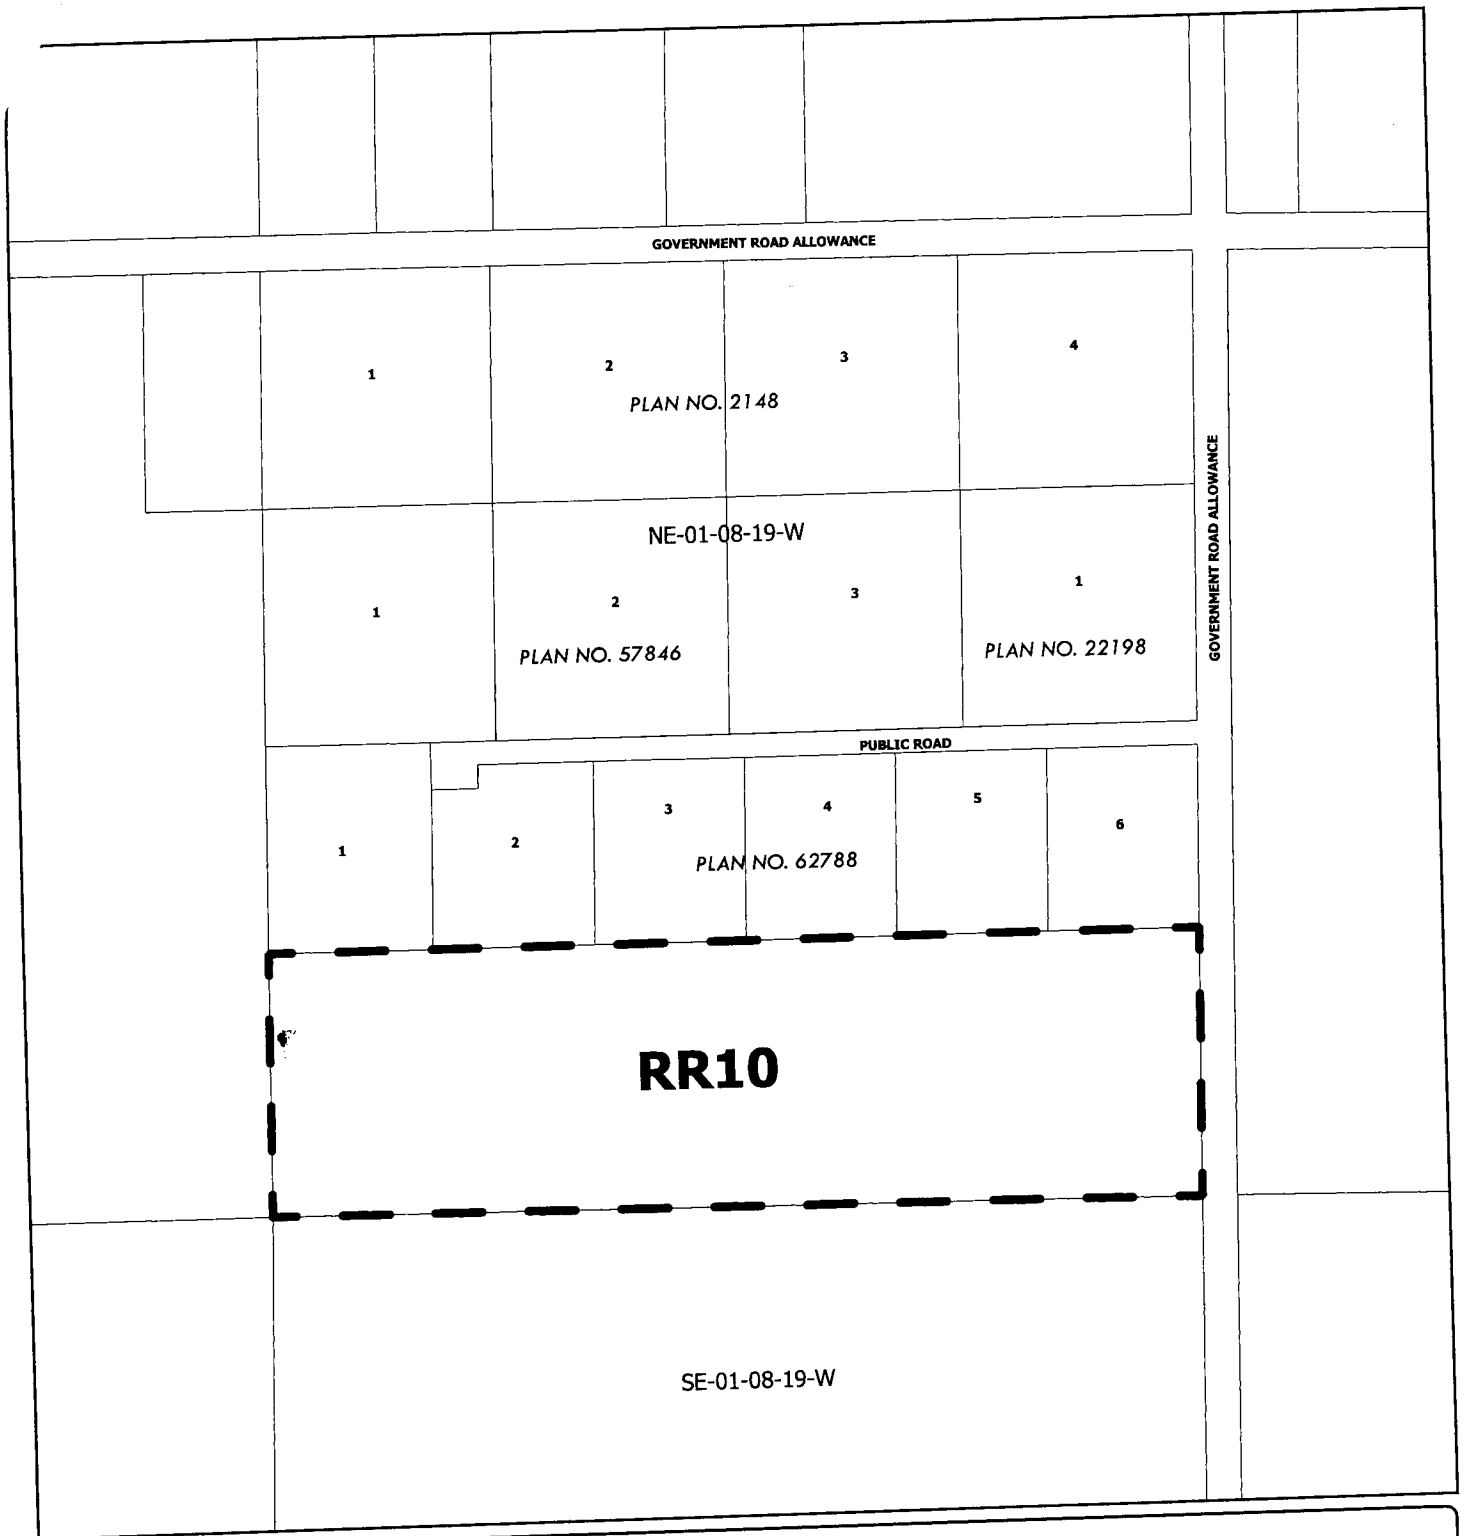 GOVERNMENT ROAD ALLOWANCE
1
2
3
4
PLAN NO. 2148
GOVERNMENT ROAD ALLOWANCE
NE-01-08-19-W
1
2
3
1
PLAN NO. 57846
PLAN NO. 22198
PUBLIC ROAD
1
2
3
4
5
6
PLAN NO. 62788
RR10
SE-01-08-19-W